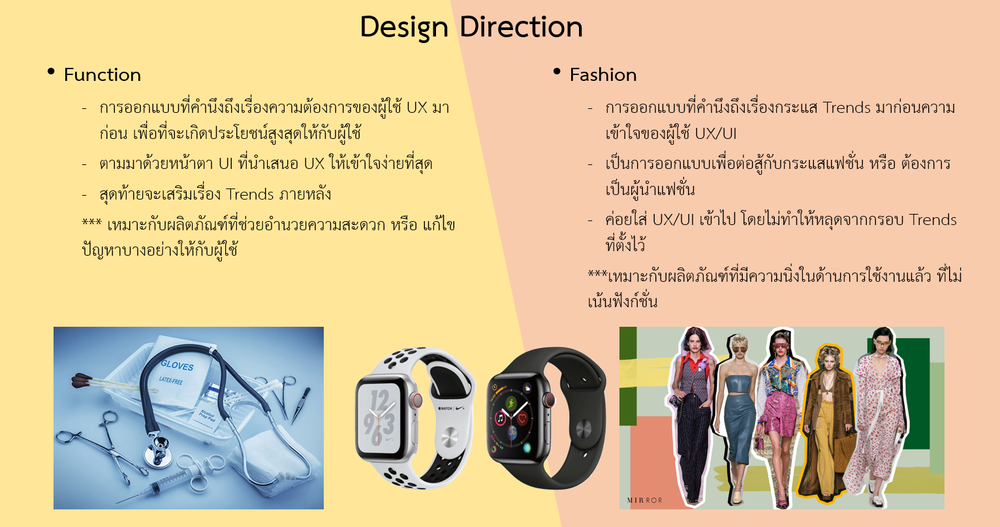 Design Direction
• Function
- การออกแบบที่คำนึงถึงเรื่องความต้องการของผู้ใช้ UX มา
ก่อน เพื่อที่จะเกิดประโยชน์สูงสุดให้กับผู้ใช้
- ตามมาด้วยหน้าตา UI ที่นำเสนอ UX ให้เข้าใจง่ายที่สุด
- สุดท้ายจะเสริมเรื่อง Trends ภายหลัง
*** เหมาะกับผลิตภัณฑ์ที่ช่วยอำนวยความสะดวก หรือ แก้ไข
ปัญหาบางอย่างให้กับผู้ใช้
• Fashion
- การออกแบบที่คำนึงถึงเรื่องกระแส Trends มาก่อนความ
เข้าใจของผู้ใช้ UX/UI
- เป็นการออกแบบเพื่อต่อสู้กับกระแสแฟชั่น หรือ ต้องการ
เป็นผู้นำแฟชั่น
- ค่อยใส่ UX/UI เข้าไป โดยไม่ทำให้หลุดจากกรอบ Trends
ที่ตั้งไว้
***เหมาะกับผลิตภัณฑ์ที่มีความนิ่งในด้านการใช้งานแล้ว ที่ไม่
เน้นฟังก์ชั่น
GLOVES
LATEX-FREE
Alcohol
Prep Pad
12
9 3
6
WATCH
MIRROR